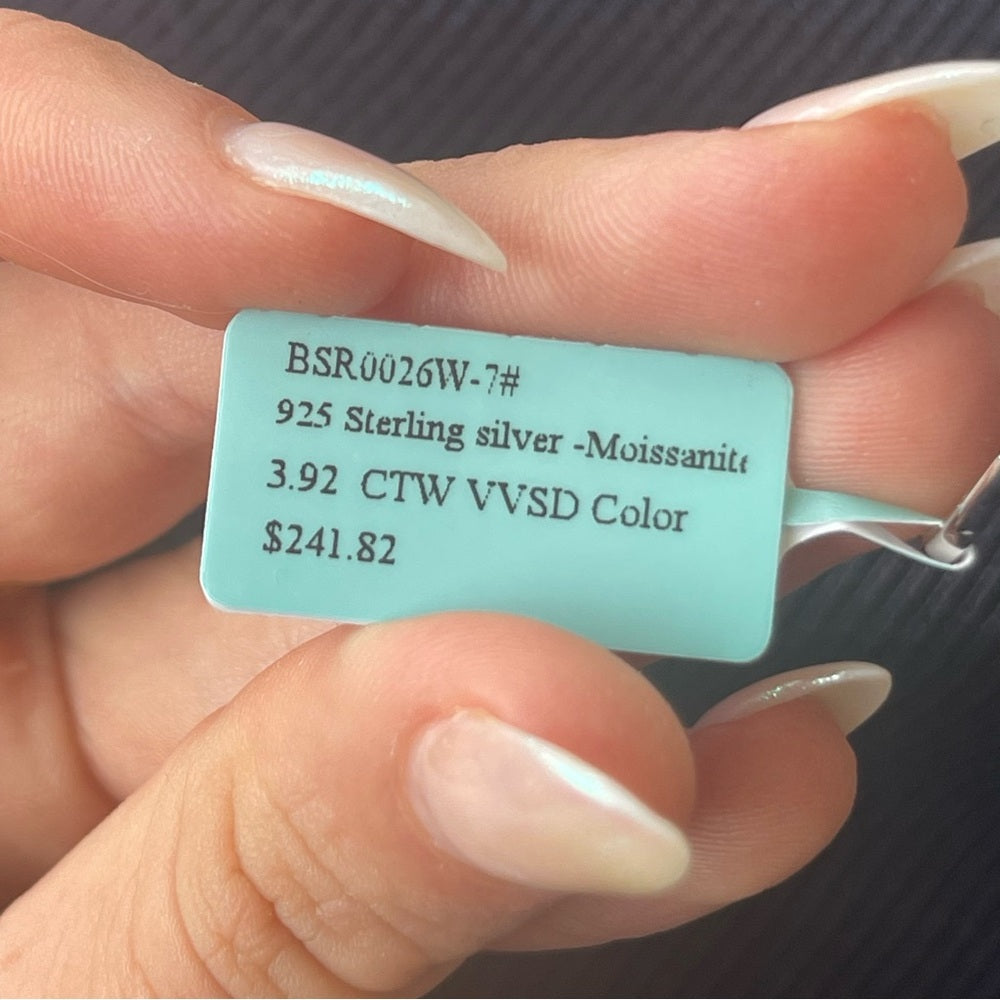 BSR0026W-7#
925 Sterling silver -Moissanite
3.92 CTW VVSD Color
$241.82